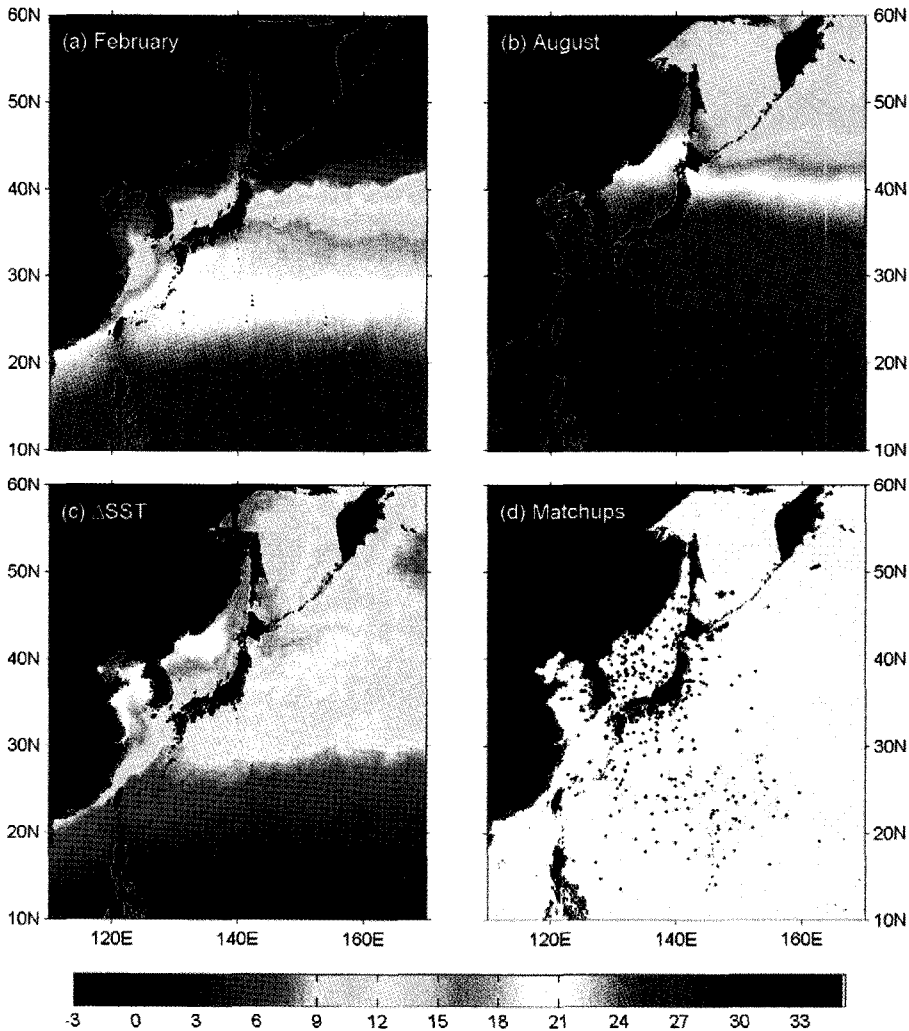 60N
(a) February
50N
40N
30N
20N
10N
(b) August
60N
50N
40N
30N
20N
10N
60N
(c) ΔSST
50N
40N
30N
20N
10N
120E 140E 160E
(d) Matchups
60N
50N
40N
30N
20N
10N
120E 140E 160E
-3 0 3 6 9 12 15 18 21 24 27 30 33